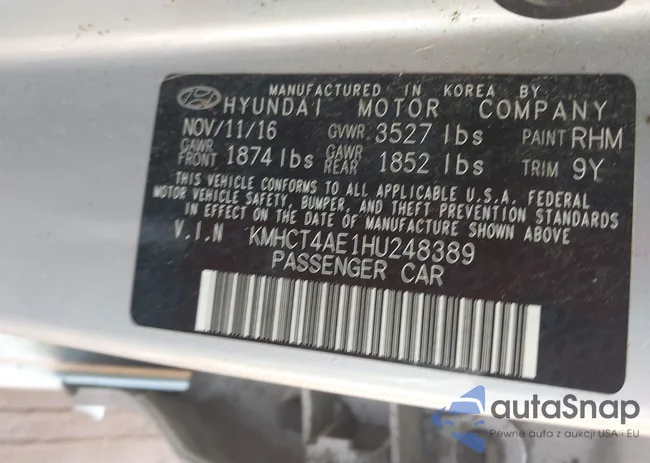 MANUFACTURED IN KOREA BY
HYUNDAI MOTOR COMPANY
NOV/11/16 GVWR 3527 lbs PAINT RHM
GAWR FRONT 1874 lbs GAWR REAR 1852 lbs TRIM 9Y
THIS VEHICLE CONFORMS TO ALL APPLICABLE U.S.A. FEDERAL
MOTOR VEHICLE SAFETY, BUMPER, AND THEFT PREVENTION STANDARDS
IN EFFECT ON THE DATE OF MANUFACTURE SHOWN ABOVE
V.I.N KMHCT4AE1HU248389
PASSENGER CAR
autaSnap
Pewne auta z aukcji USA i EU